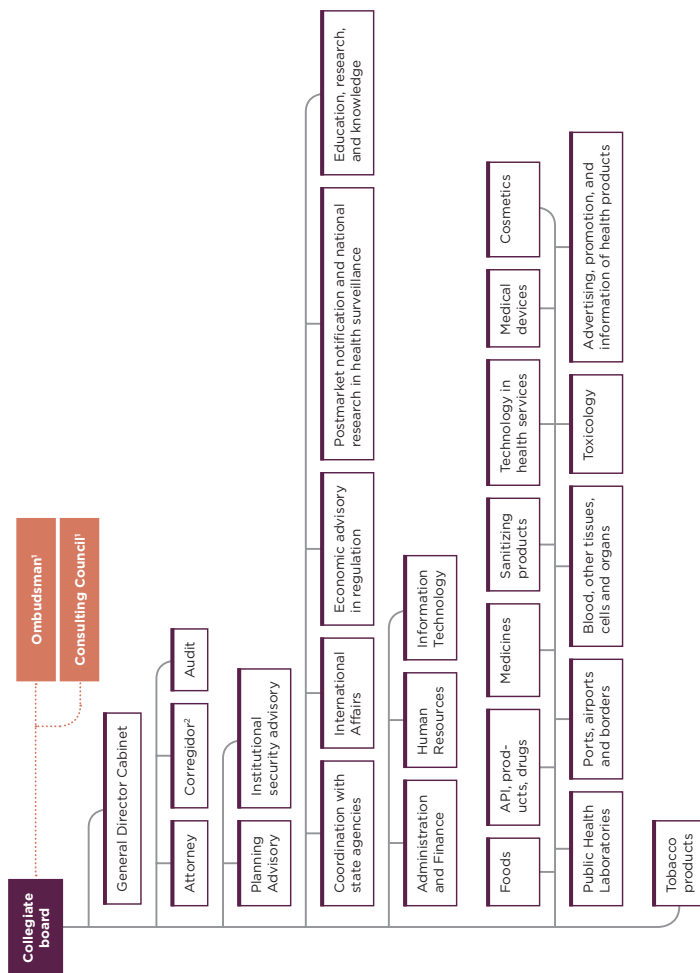 Collegiate
board
Ombudsman¹
Consulting Council¹
General Director Cabinet
Attorney
Corregidor²
Audit
Planning
Advisory
Institutional
security advisory
Coordination with
state agencies
International
Affairs
Economic advisory
in regulation
Postmarket notification and national
research in health surveillance
Education, research,
and knowledge
Administration
and Finance
Human
Resources
Information
Technology
Foods
API, prod-
ucts, drugs
Medicines
Sanitizing
products
Technology in
health services
Medical
devices
Cosmetics
Public Health
Laboratories
Ports, airports
and borders
Blood, other tissues,
cells and organs
Toxicology
Advertising, promotion, and
information of health products
Tobacco
products